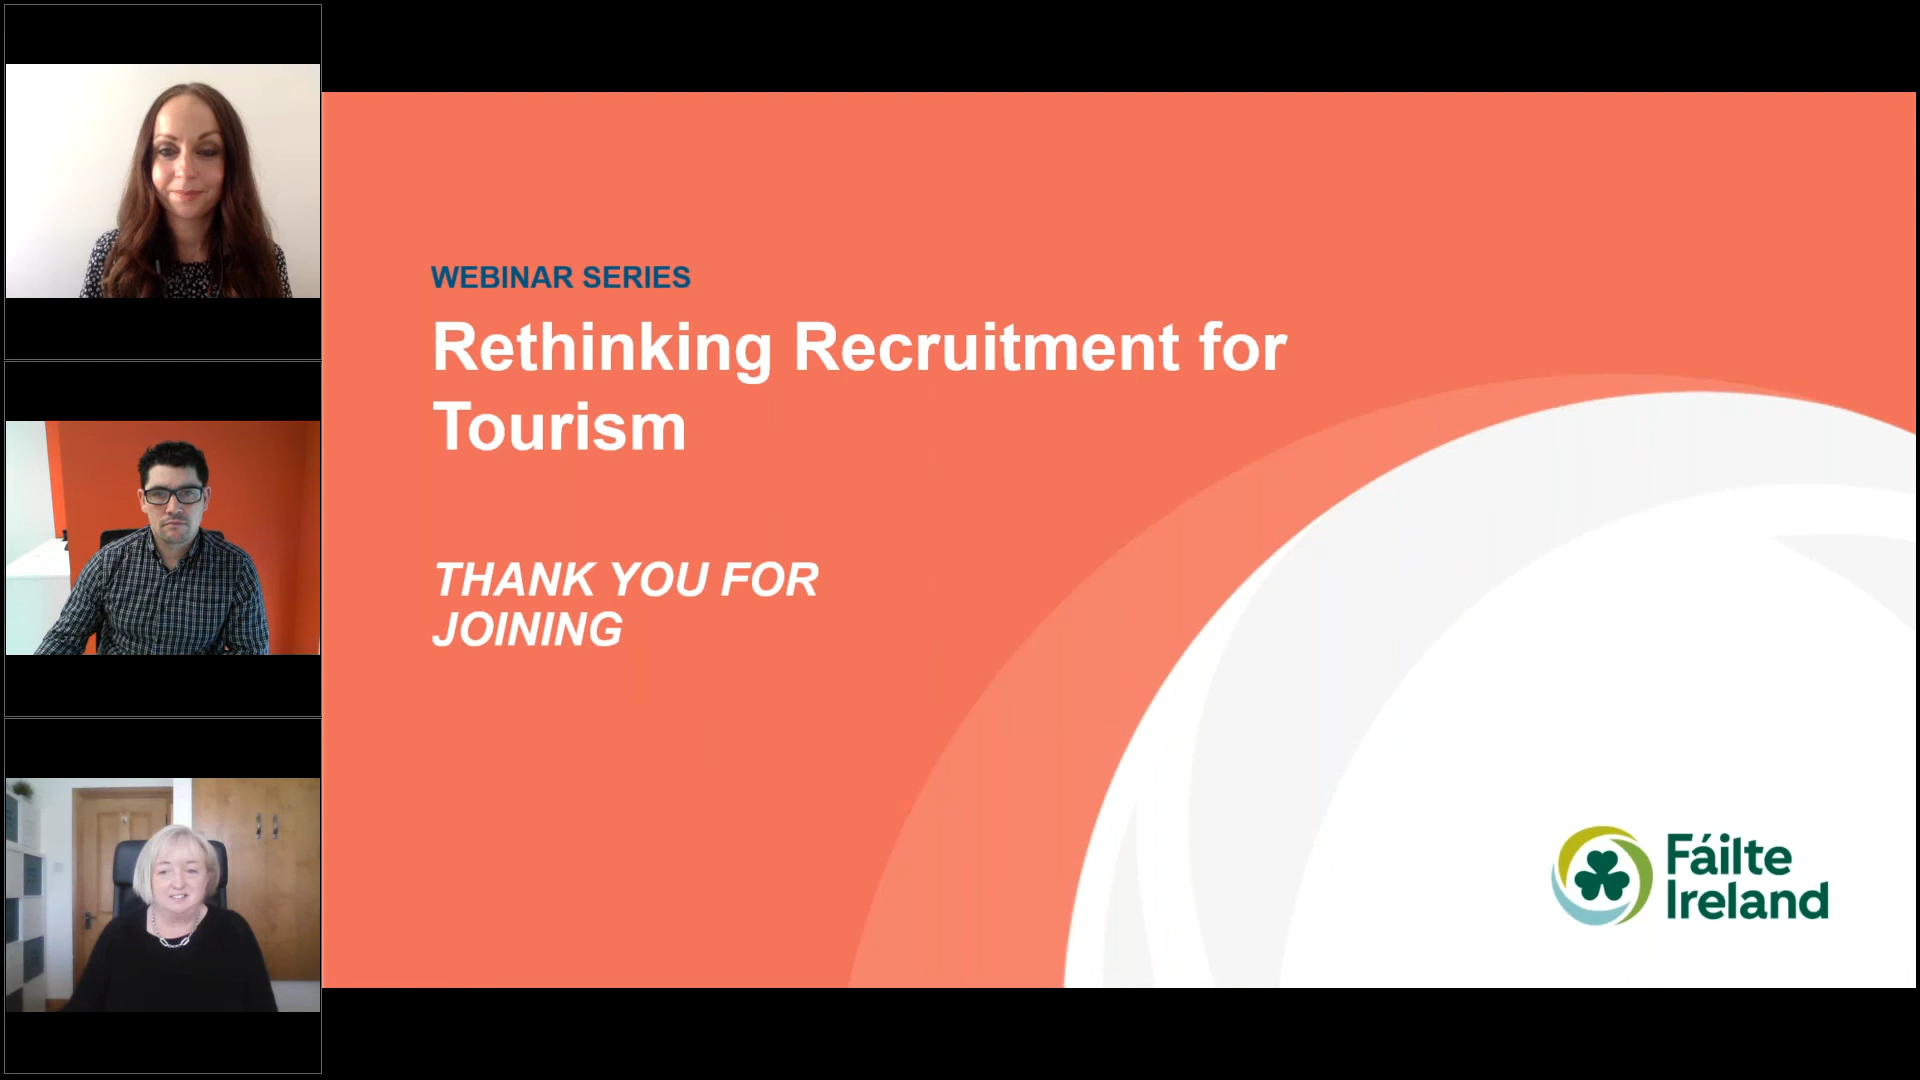 WEBINAR SERIES
Rethinking Recruitment for
Tourism
THANK YOU FOR
JOINING
Fáilte
Ireland